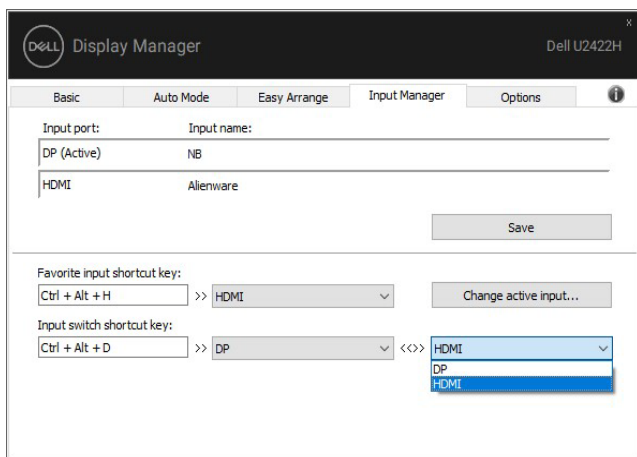 x
DELL Display Manager Dell U2422H
Basic Auto Mode Easy Arrange Input Manager Options i
Input port: Input name:
DP (Active) NB
HDMI Alienware
Save
Favorite input shortcut key:
Ctrl + Alt + H >> HDMI Change active input...
Input switch shortcut key:
Ctrl + Alt + D >> DP <<>> HDMI
DP
HDMI